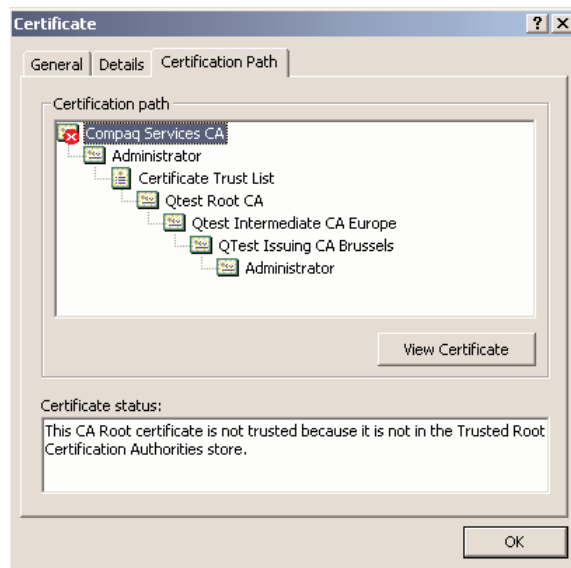 Certificate
General
Details
Certification Path
Certification path
Compaq Services CA
Administrator
Certificate Trust List
Qtest Root CA
Qtest Intermediate CA Europe
QTest Issuing CA Brussels
Administrator
View Certificate
Certificate status:
This CA Root certificate is not trusted because it is not in the Trusted Root
Certification Authorities store.
OK